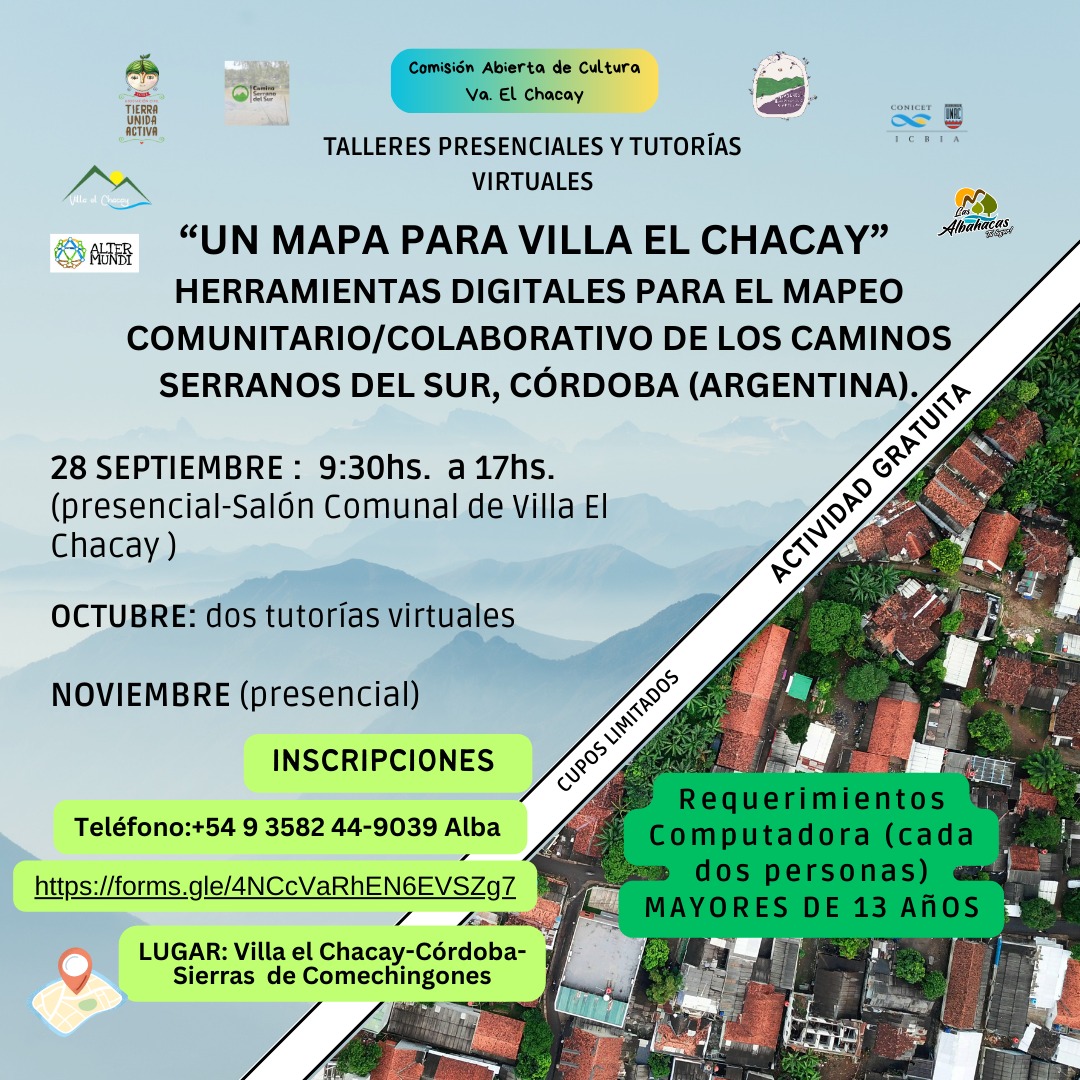 Comisión Abierta de Cultura
Va. El Chacay
TIERRA
UNIDA
ACTIVA
Camino
Serrano
del Sur
CONICET
UNRC
I C B I A
TALLERES PRESENCIALES Y TUTORÍAS
VIRTUALES
Villa el Chacay
Las
Albahacas
ALTER
MUNDI
“UN MAPA PARA VILLA EL CHACAY”
HERRAMIENTAS DIGITALES PARA EL MAPEO
COMUNITARIO/COLABORATIVO DE LOS CAMINOS
SERRANOS DEL SUR, CÓRDOBA (ARGENTINA).
ACTIVIDAD GRATUITA
CUPOS LIMITADOS
28 SEPTIEMBRE : 9:30hs. a 17hs.
(presencial-Salón Comunal de Villa El
Chacay )
OCTUBRE: dos tutorías virtuales
NOVIEMBRE (presencial)
INSCRIPCIONES
Teléfono:+54 9 3582 44-9039 Alba
https://forms.gle/4NCcVaRhEN6EVSZg7
LUGAR: Villa el Chacay-Córdoba-
Sierras de Comechingones
Requerimientos
Computadora (cada
dos personas)
MAYORES DE 13 AñOS